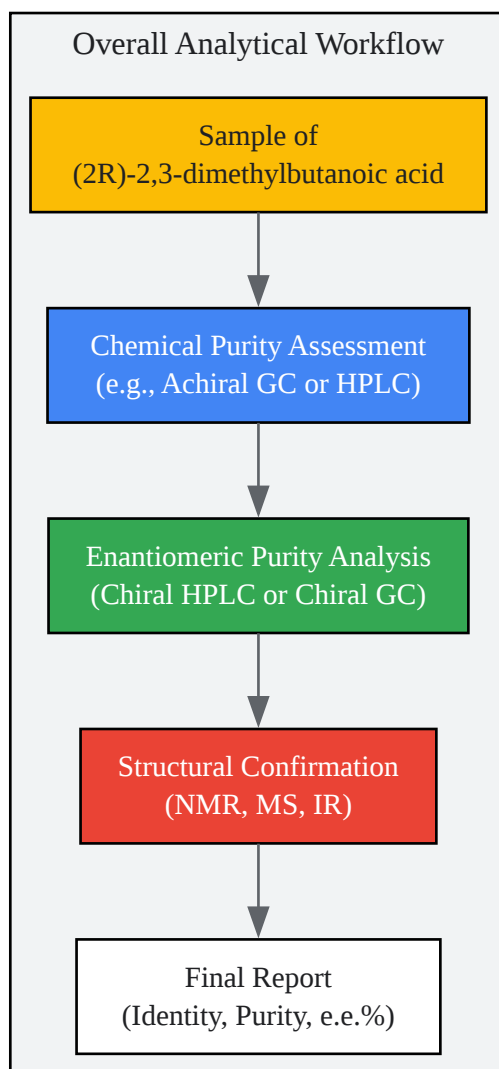 Overall Analytical Workflow
Sample of
(2R)-2,3-dimethylbutanoic acid
Chemical Purity Assessment
(e.g., Achiral GC or HPLC)
Enantiomeric Purity Analysis
(Chiral HPLC or Chiral GC)
Structural Confirmation
(NMR, MS, IR)
Final Report
(Identity, Purity, e.e.%)